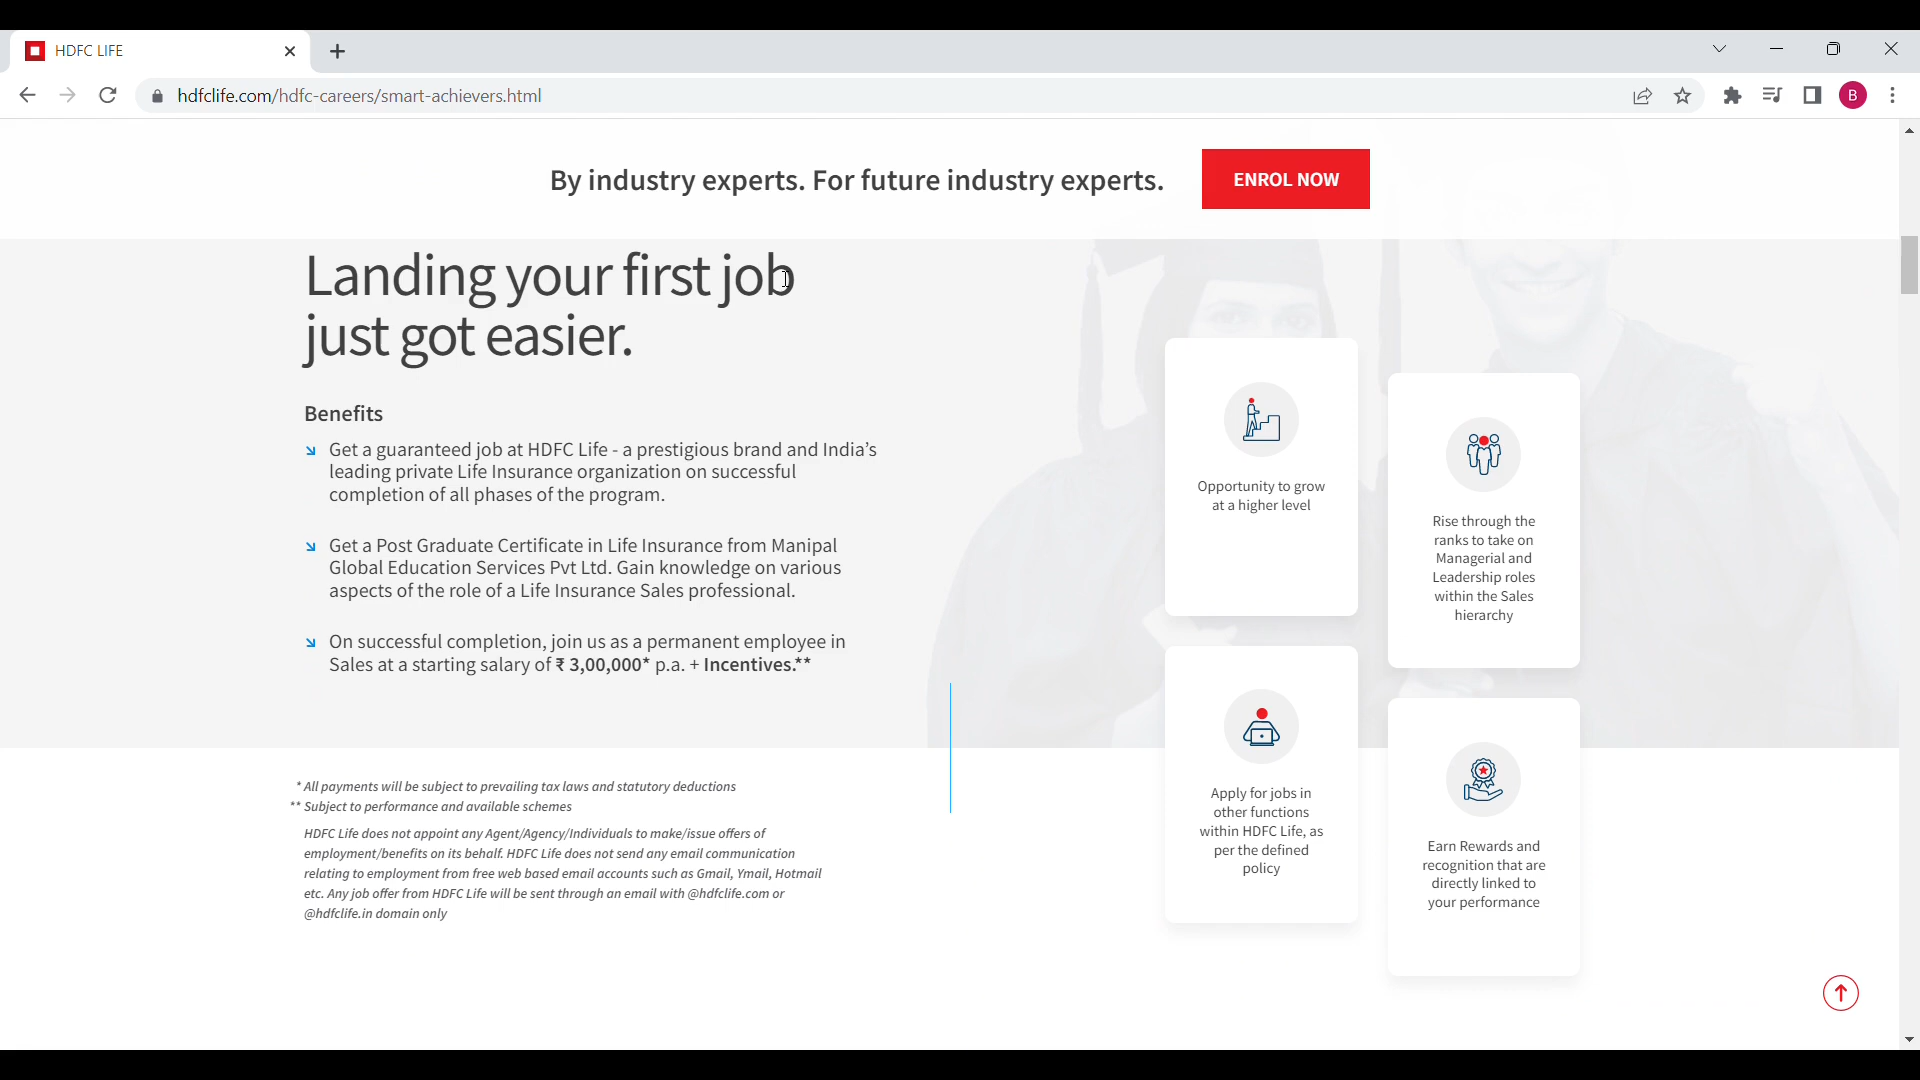 HDFC LIFE
hdfclife.com/hdfc-careers/smart-achievers.html
B
By industry experts. For future industry experts.
ENROL NOW
Landing your first job
just got easier.
Benefits
Get a guaranteed job at HDFC Life - a prestigious brand and India’s
leading private Life Insurance organization on successful
completion of all phases of the program.
Get a Post Graduate Certificate in Life Insurance from Manipal
Global Education Services Pvt Ltd. Gain knowledge on various
aspects of the role of a Life Insurance Sales professional.
On successful completion, join us as a permanent employee in
Sales at a starting salary of ₹ 3,00,000* p.a. + Incentives.**
* All payments will be subject to prevailing tax laws and statutory deductions
** Subject to performance and available schemes
HDFC Life does not appoint any Agent/Agency/Individuals to make/issue offers of
employment/benefits on its behalf. HDFC Life does not send any email communication
relating to employment from free web based email accounts such as Gmail, Ymail, Hotmail
etc. Any job offer from HDFC Life will be sent through an email with @hdfclife.com or
@hdfclife.in domain only
Opportunity to grow
at a higher level
Rise through the
ranks to take on
Managerial and
Leadership roles
within the Sales
hierarchy
Apply for jobs in
other functions
within HDFC Life, as
per the defined
policy
Earn Rewards and
recognition that are
directly linked to
your performance